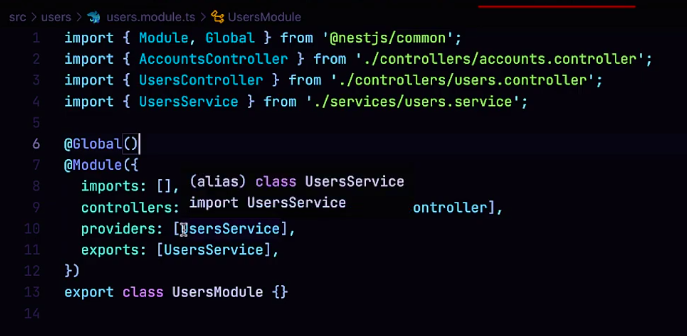 src > users > users.module.ts > UsersModule
1 import { Module, Global } from '@nestjs/common';
2 import { AccountsController } from './controllers/accounts.controller';
3 import { UsersController } from './controllers/users.controller';
4 import { UsersService } from './services/users.service';
5
6 @Global()
7 @Module({
8 imports: [],
(alias) class UsersService
import UsersService
9 controllers: ontroller],
10 providers: [UsersService],
11 exports: [UsersService],
12 })
13 export class UsersModule {}
14